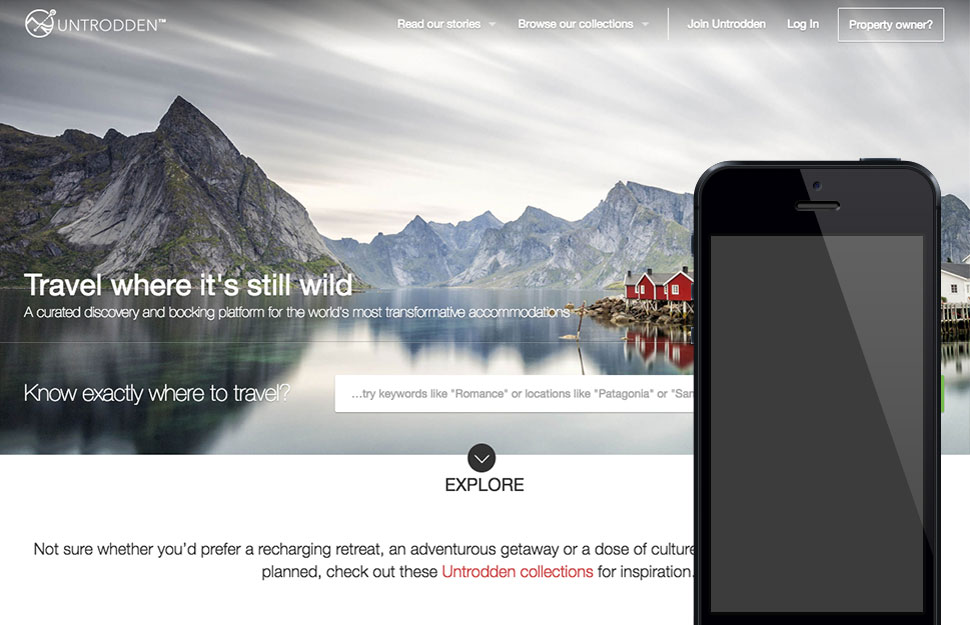 UNTRODDEN™
Read our stories
Browse our collections
Join Untrodden
Log In
Property owner?
Travel where it's still wild
A curated discovery and booking platform for the world's most transformative accommodations
Know exactly where to travel?
...try keywords like "Romance" or locations like "Patagonia" or "San
EXPLORE
Not sure whether you'd prefer a recharging retreat, an adventurous getaway or a dose of culture
planned, check out these Untrodden collections for inspiration.